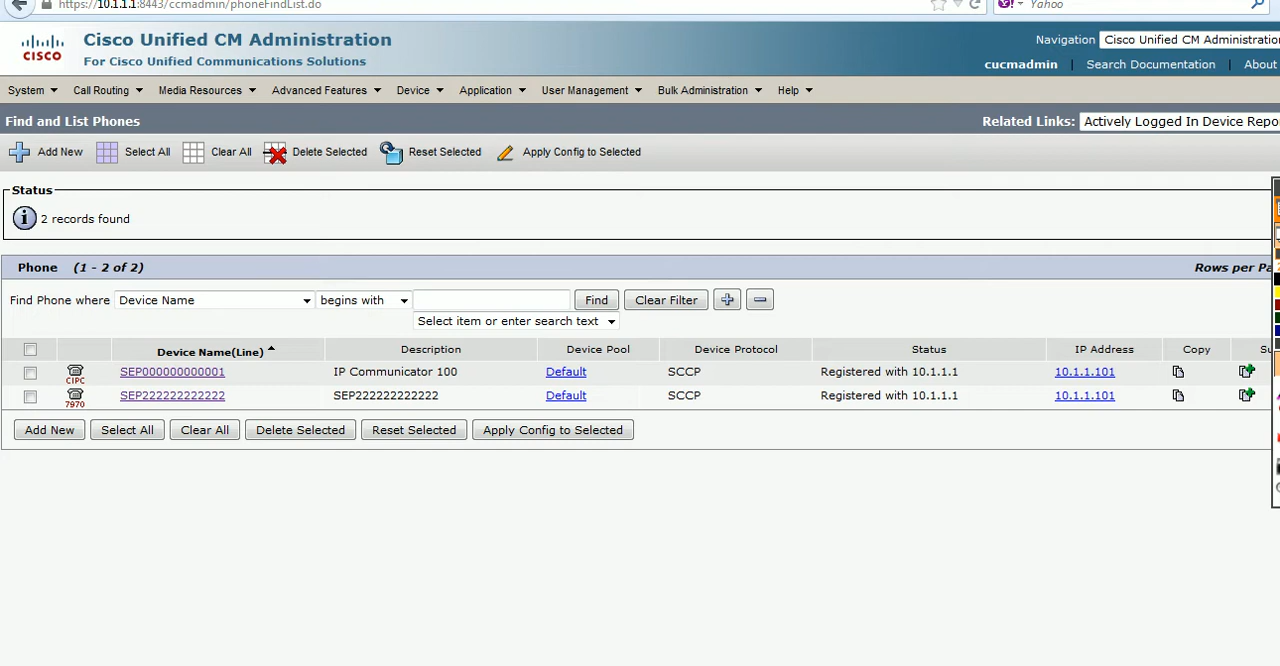 https://10.1.1.1:8443/ccmadmin/phoneFindList.do
Yahoo
CISCO
Cisco Unified CM Administration
For Cisco Unified Communications Solutions
Navigation Cisco Unified CM Administration
cucmadmin | Search Documentation | About
System Call Routing Media Resources Advanced Features Device Application User Management Bulk Administration Help
Find and List Phones
Related Links: Actively Logged In Device Repo
Add New Select All Clear All Delete Selected Reset Selected Apply Config to Selected
Status
2 records found
Phone (1 - 2 of 2)
Rows per Pa
Find Phone where Device Name begins with Find Clear Filter
Select item or enter search text
Device Name(Line) Description Device Pool Device Protocol Status IP Address Copy Su
CIPC SEP000000000001 IP Communicator 100 Default SCCP Registered with 10.1.1.1 10.1.1.101
7970 SEP222222222222 SEP222222222222 Default SCCP Registered with 10.1.1.1 10.1.1.101
Add New Select All Clear All Delete Selected Reset Selected Apply Config to Selected